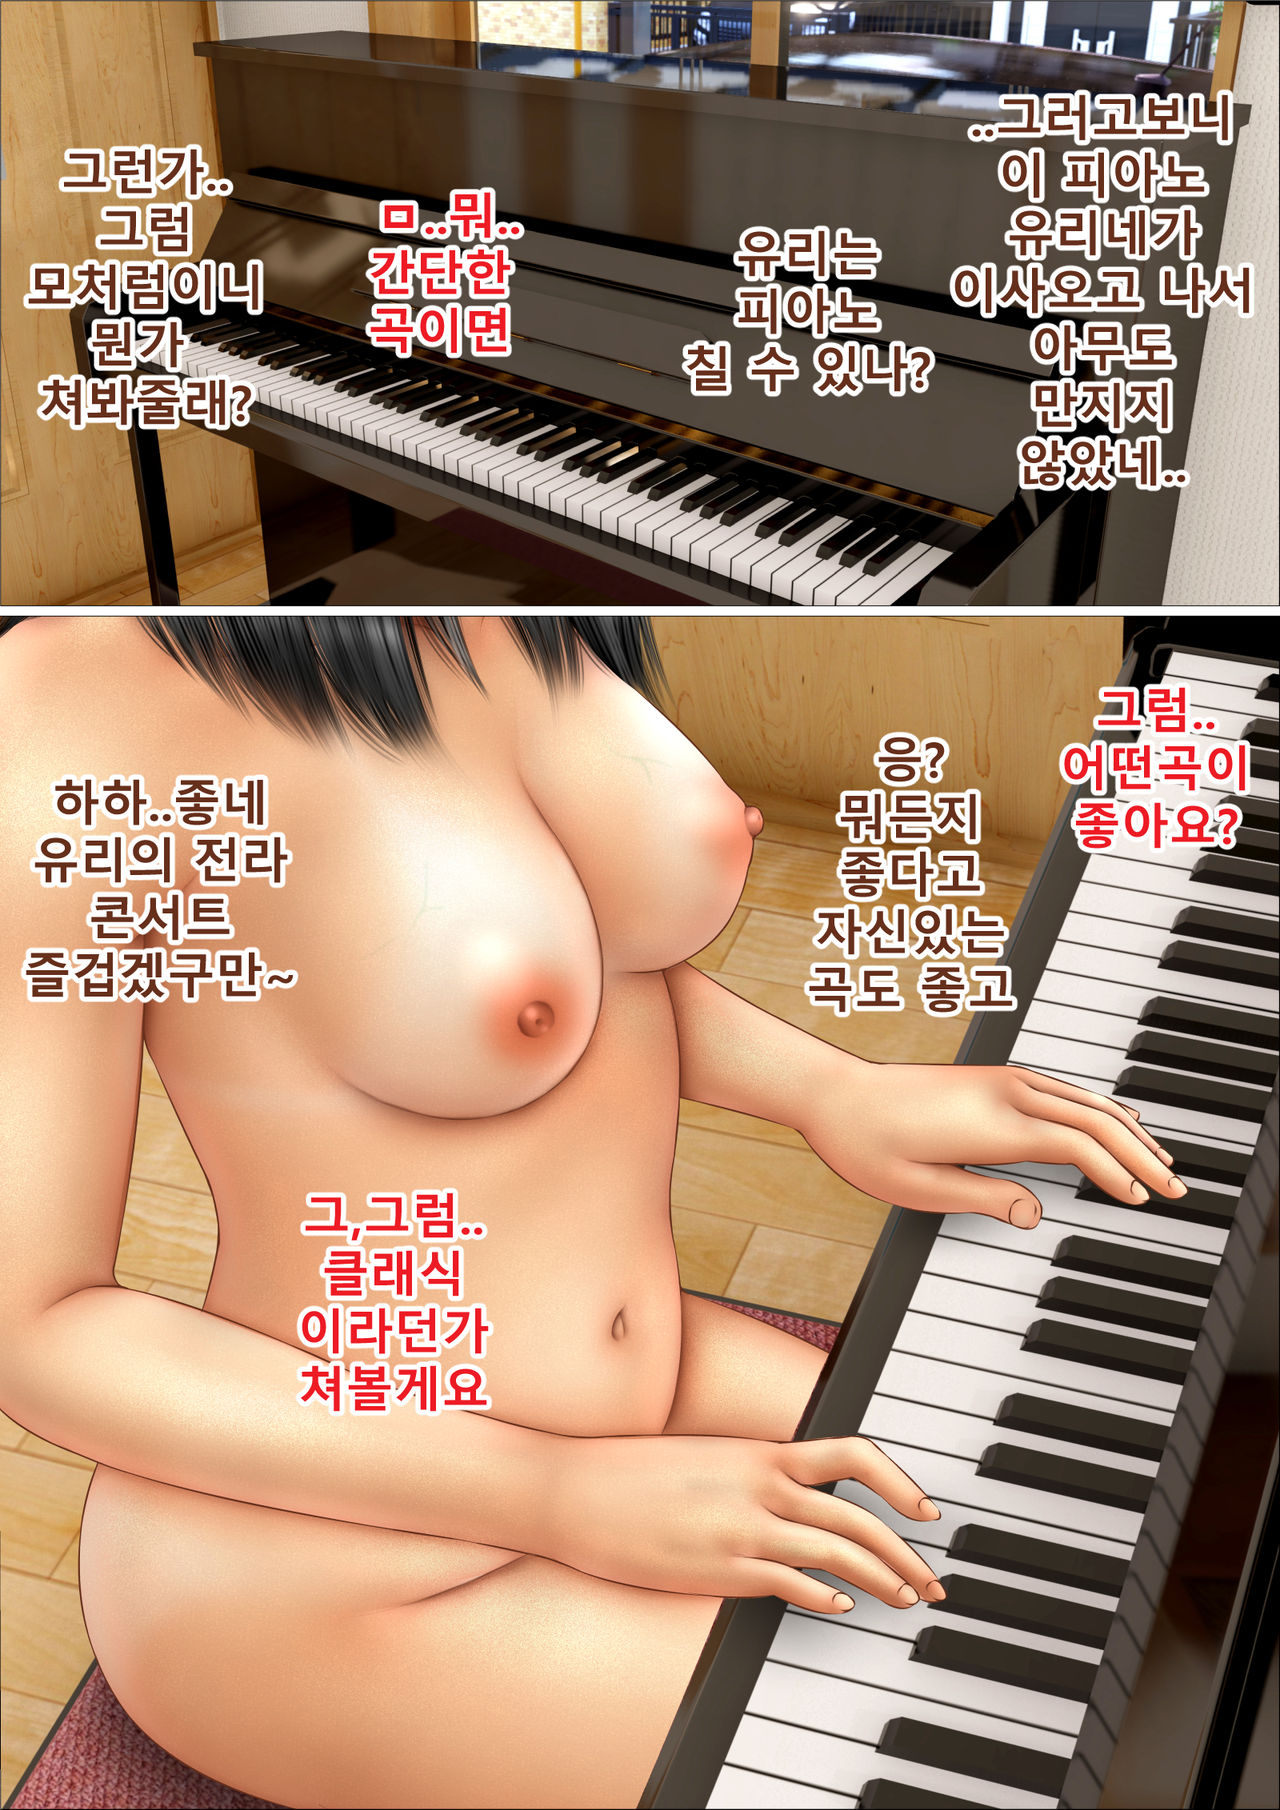 ..그러고보니
이 피아노
유리네가
이사오고 나서
아무도
만지지
않았네..
유리는
피아노
칠 수 있나?
ㅁ..뭐..
간단한
곡이면
그런가..
그럼
모처럼이니
뭔가
쳐봐줄래?
그럼..
어떤곡이
좋아요?
응?
뭐든지
좋다고
자신있는
곡도 좋고
그,그럼..
클래식
이라던가
쳐볼게요
하하..좋네
유리의 전라
콘서트
즐겁겠구만~